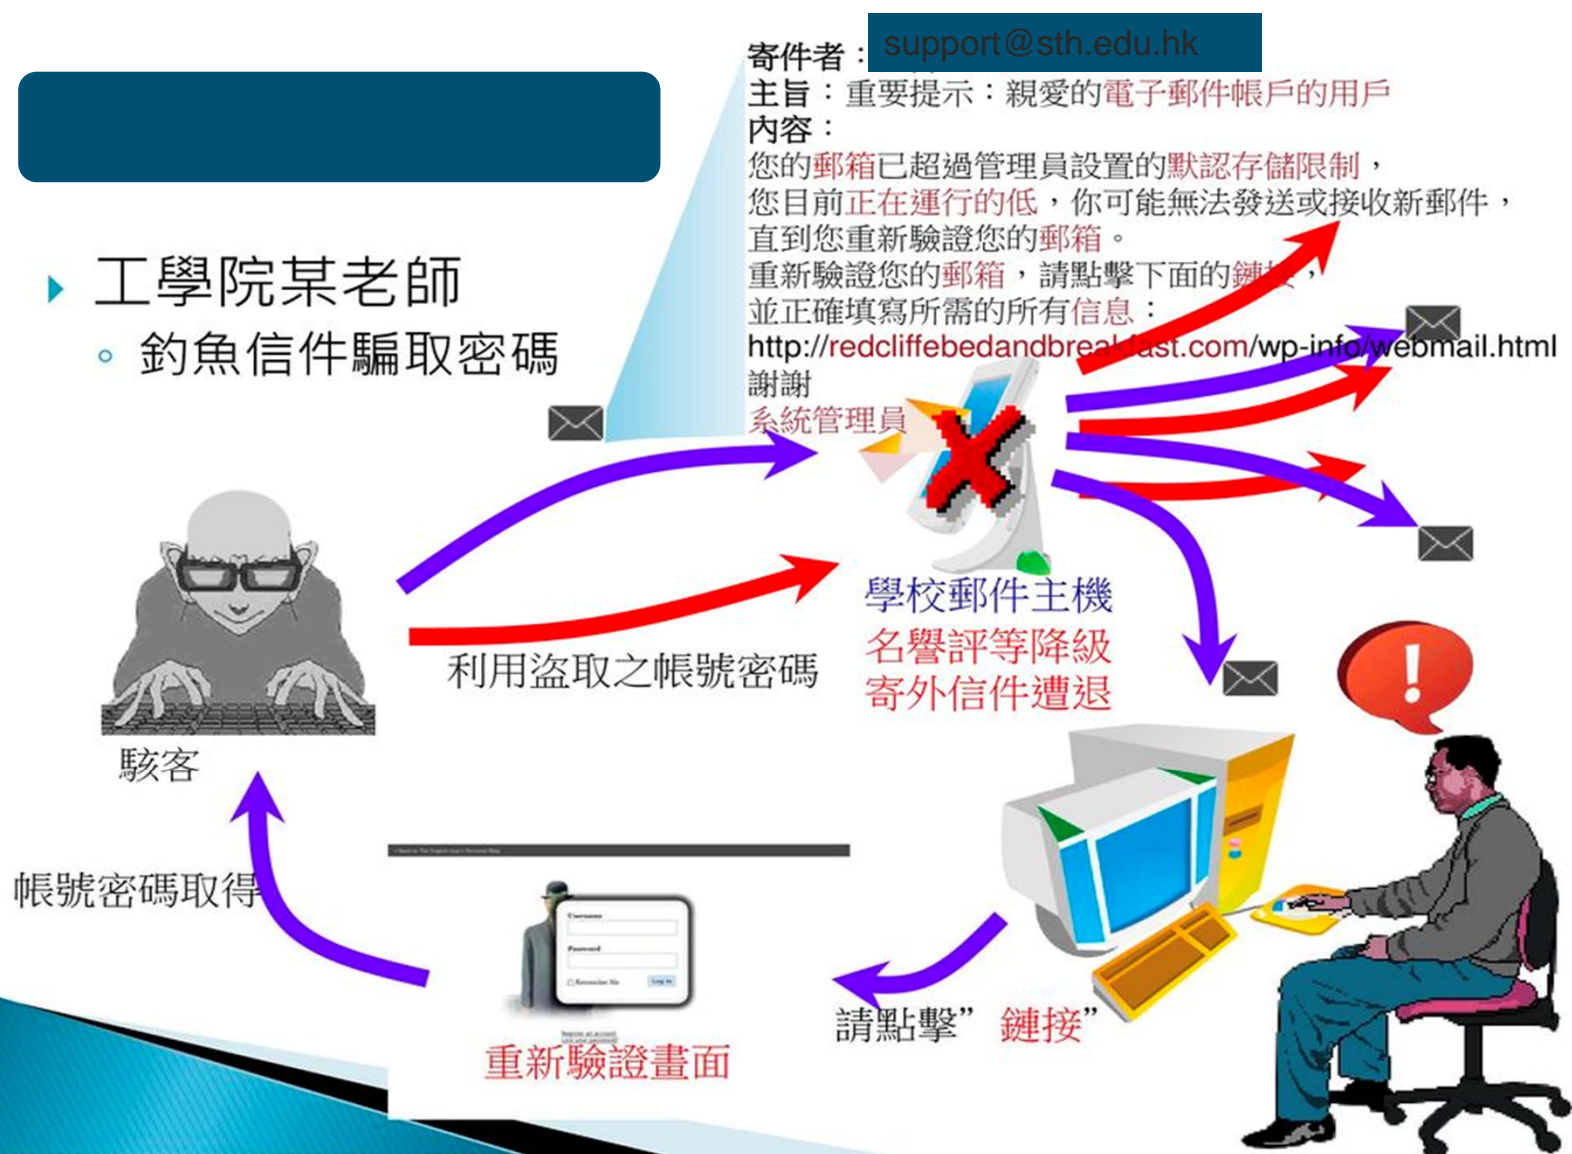 support@sth.edu.hk
寄件者：
主旨：重要提示：親愛的電子郵件帳戶的用戶
內容：
您的郵箱已超過管理員設置的默認存儲限制，
您目前正在運行的低，你可能無法發送或接收新郵件，
直到您重新驗證您的郵箱。
重新驗證您的郵箱，請點擊下面的鏈接，
並正確填寫所需的所有信息：
http://redcliffebedandbreakfast.com/wp-info/webmail.html
謝謝
系統管理員
工學院某老師
釣魚信件騙取密碼
學校郵件主機
名譽評等降級
寄外信件遭退
利用盜取之帳號密碼
駭客
帳號密碼取得
Username
Password
Remember Me
Log in
Register an account
重新驗證畫面
請點擊”鏈接”